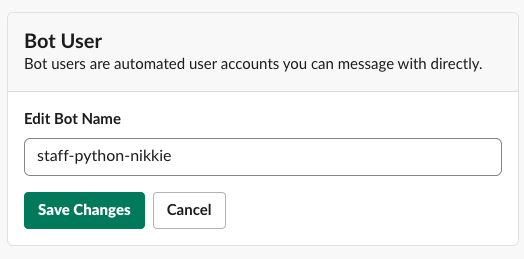 Bot User
Bot users are automated user accounts you can message with directly.
Edit Bot Name
staff-python-nikkie
Save Changes
Cancel